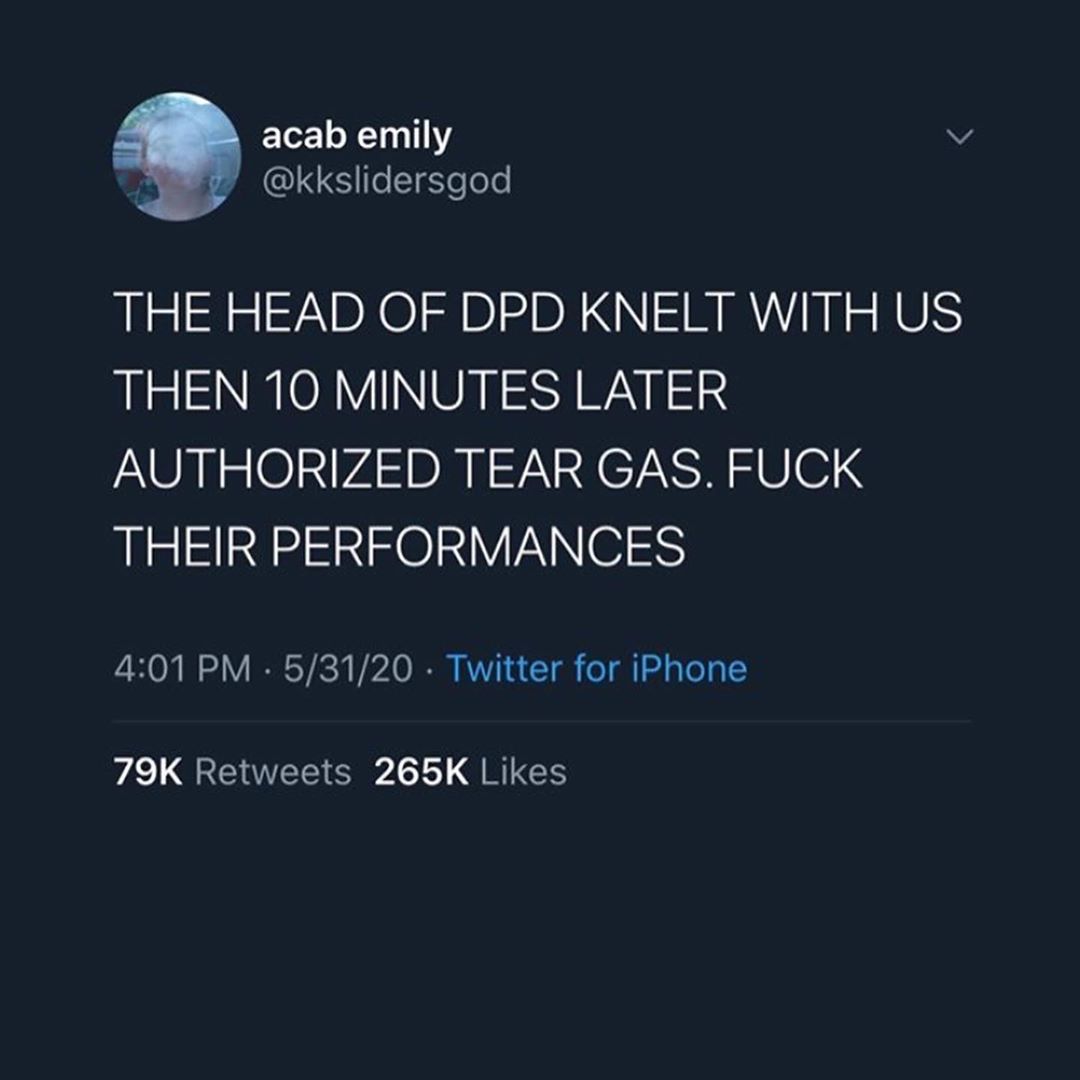 acab emily
@kkslidersgod
THE HEAD OF DPD KNELT WITH US
THEN 10 MINUTES LATER
AUTHORIZED TEAR GAS. FUCK
THEIR PERFORMANCES
4:01 PM · 5/31/20 · Twitter for iPhone
79K Retweets 265K Likes